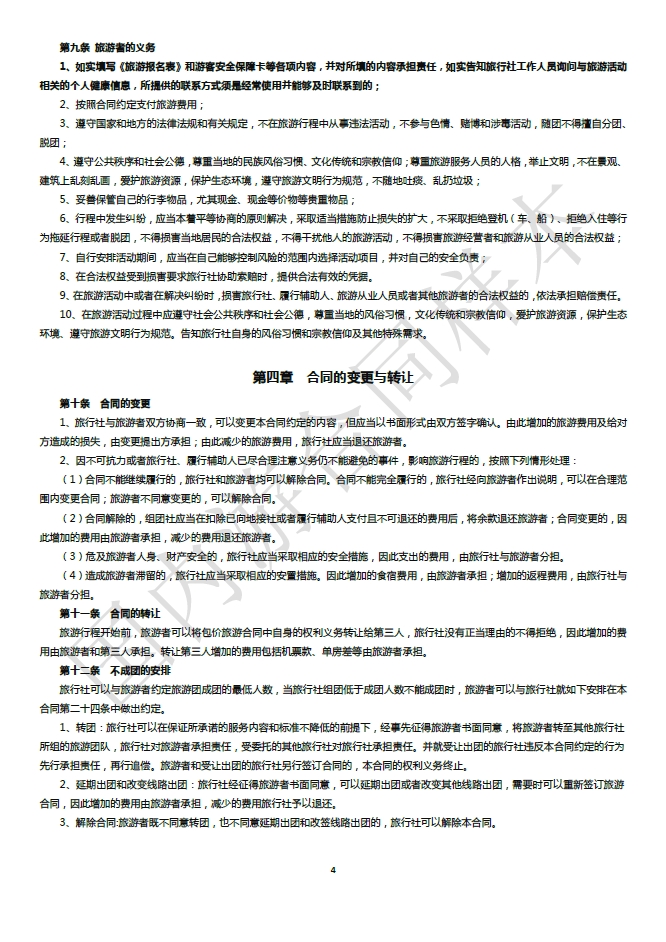 第九条 旅游者的义务
1、如实填写《旅游报名表》和游客安全保障卡等各项内容，并对所填的内容承担责任，如实告知旅行社工作人员询问与旅游活动
相关的个人健康信息，所提供的联系方式须是经常使用并能够及时联系到的；
2、按照合同约定支付旅游费用；
3、遵守国家和地方的法律法规和有关规定，不在旅游行程中从事违法活动，不参与色情、赌博和涉毒活动，随团不得擅自分团、
脱团；
4、遵守公共秩序和社会公德，尊重当地的民族风俗习惯、文化传统和宗教信仰；尊重旅游服务人员的人格，举止文明，不在景观、
建筑上乱刻乱画，爱护旅游资源，保护生态环境，遵守旅游文明行为规范，不随地吐痰、乱扔垃圾；
5、妥善保管自己的行李物品，尤其现金、现金等价物等贵重物品；
6、行程中发生纠纷，应当本着平等协商的原则解决，采取适当措施防止损失的扩大，不采取拒绝登机（车、船）、拒绝入住等行
为拖延行程或者脱团，不得损害当地居民的合法权益，不得干扰他人的旅游活动，不得损害旅游经营者和旅游从业人员的合法权益；
7、自行安排活动期间，应当在自己能够控制风险的范围内选择活动项目，并对自己的安全负责；
8、在合法权益受到损害要求旅行社协助索赔时，提供合法有效的凭据。
9、在旅游活动中或者在解决纠纷时，损害旅行社、履行辅助人、旅游从业人员或者其他旅游者的合法权益的，依法承担赔偿责任。
10、在旅游活动过程中应遵守社会公共秩序和社会公德，尊重当地的风俗习惯，文化传统和宗教信仰，爱护旅游资源，保护生态
环境、遵守旅游文明行为规范。告知旅行社自身的风俗习惯和宗教信仰及其他特殊需求。
第四章 合同的变更与转让
第十条 合同的变更
1、旅行社与旅游者双方协商一致，可以变更本合同约定的内容，但应当以书面形式由双方签字确认。由此增加的旅游费用及给对
方造成的损失，由变更提出方承担；由此减少的旅游费用，旅行社应当退还旅游者。
2、因不可抗力或者旅行社、履行辅助人已尽合理注意义务仍不能避免的事件，影响旅游行程的，按照下列情形处理：
（1）合同不能继续履行的，旅行社和旅游者均可以解除合同。合同不能完全履行的，旅行社经向旅游者作出说明，可以在合理范
围内变更合同；旅游者不同意变更的，可以解除合同。
（2）合同解除的，组团社应当在扣除已向地接社或者履行辅助人支付且不可退还的费用后，将余款退还旅游者；合同变更的，因
此增加的费用由旅游者承担，减少的费用退还旅游者。
（3）危及旅游者人身、财产安全的，旅行社应当采取相应的安全措施，因此支出的费用，由旅行社与旅游者分担。
（4）造成旅游者滞留的，旅行社应当采取相应的安置措施。因此增加的食宿费用，由旅游者承担；增加的返程费用，由旅行社与
旅游者分担。
第十一条 合同的转让
旅游行程开始前，旅游者可以将包价旅游合同中自身的权利义务转让给第三人，旅行社没有正当理由的不得拒绝，因此增加的费
用由旅游者和第三人承担。转让第三人增加的费用包括机票款、单房差等由旅游者承担。
第十二条 不成团的安排
旅行社可以与旅游者约定旅游团成团的最低人数，当旅行社组团低于成团人数不能成团时，旅游者可以与旅行社就如下安排在本
合同第二十四条中做出约定。
1、转团：旅行社可以在保证所承诺的服务内容和标准不降低的前提下，经事先征得旅游者书面同意，将旅游者转至其他旅行社
所组的旅游团队，旅行社对旅游者承担责任，受委托的其他旅行社对旅行社承担责任。并就受让出团的旅行社违反本合同约定的行为
先行承担责任，再行追偿。旅游者和受让出团的旅行社另行签订合同的，本合同的权利义务终止。
2、延期出团和改变线路出团：旅行社经征得旅游者书面同意，可以延期出团或者改变其他线路出团，需要时可以重新签订旅游
合同，因此增加的费用由旅游者承担，减少的费用旅行社予以退还。
3、解除合同:旅游者既不同意转团，也不同意延期出团和改签线路出团的，旅行社可以解除本合同。
4
国内游合同样本